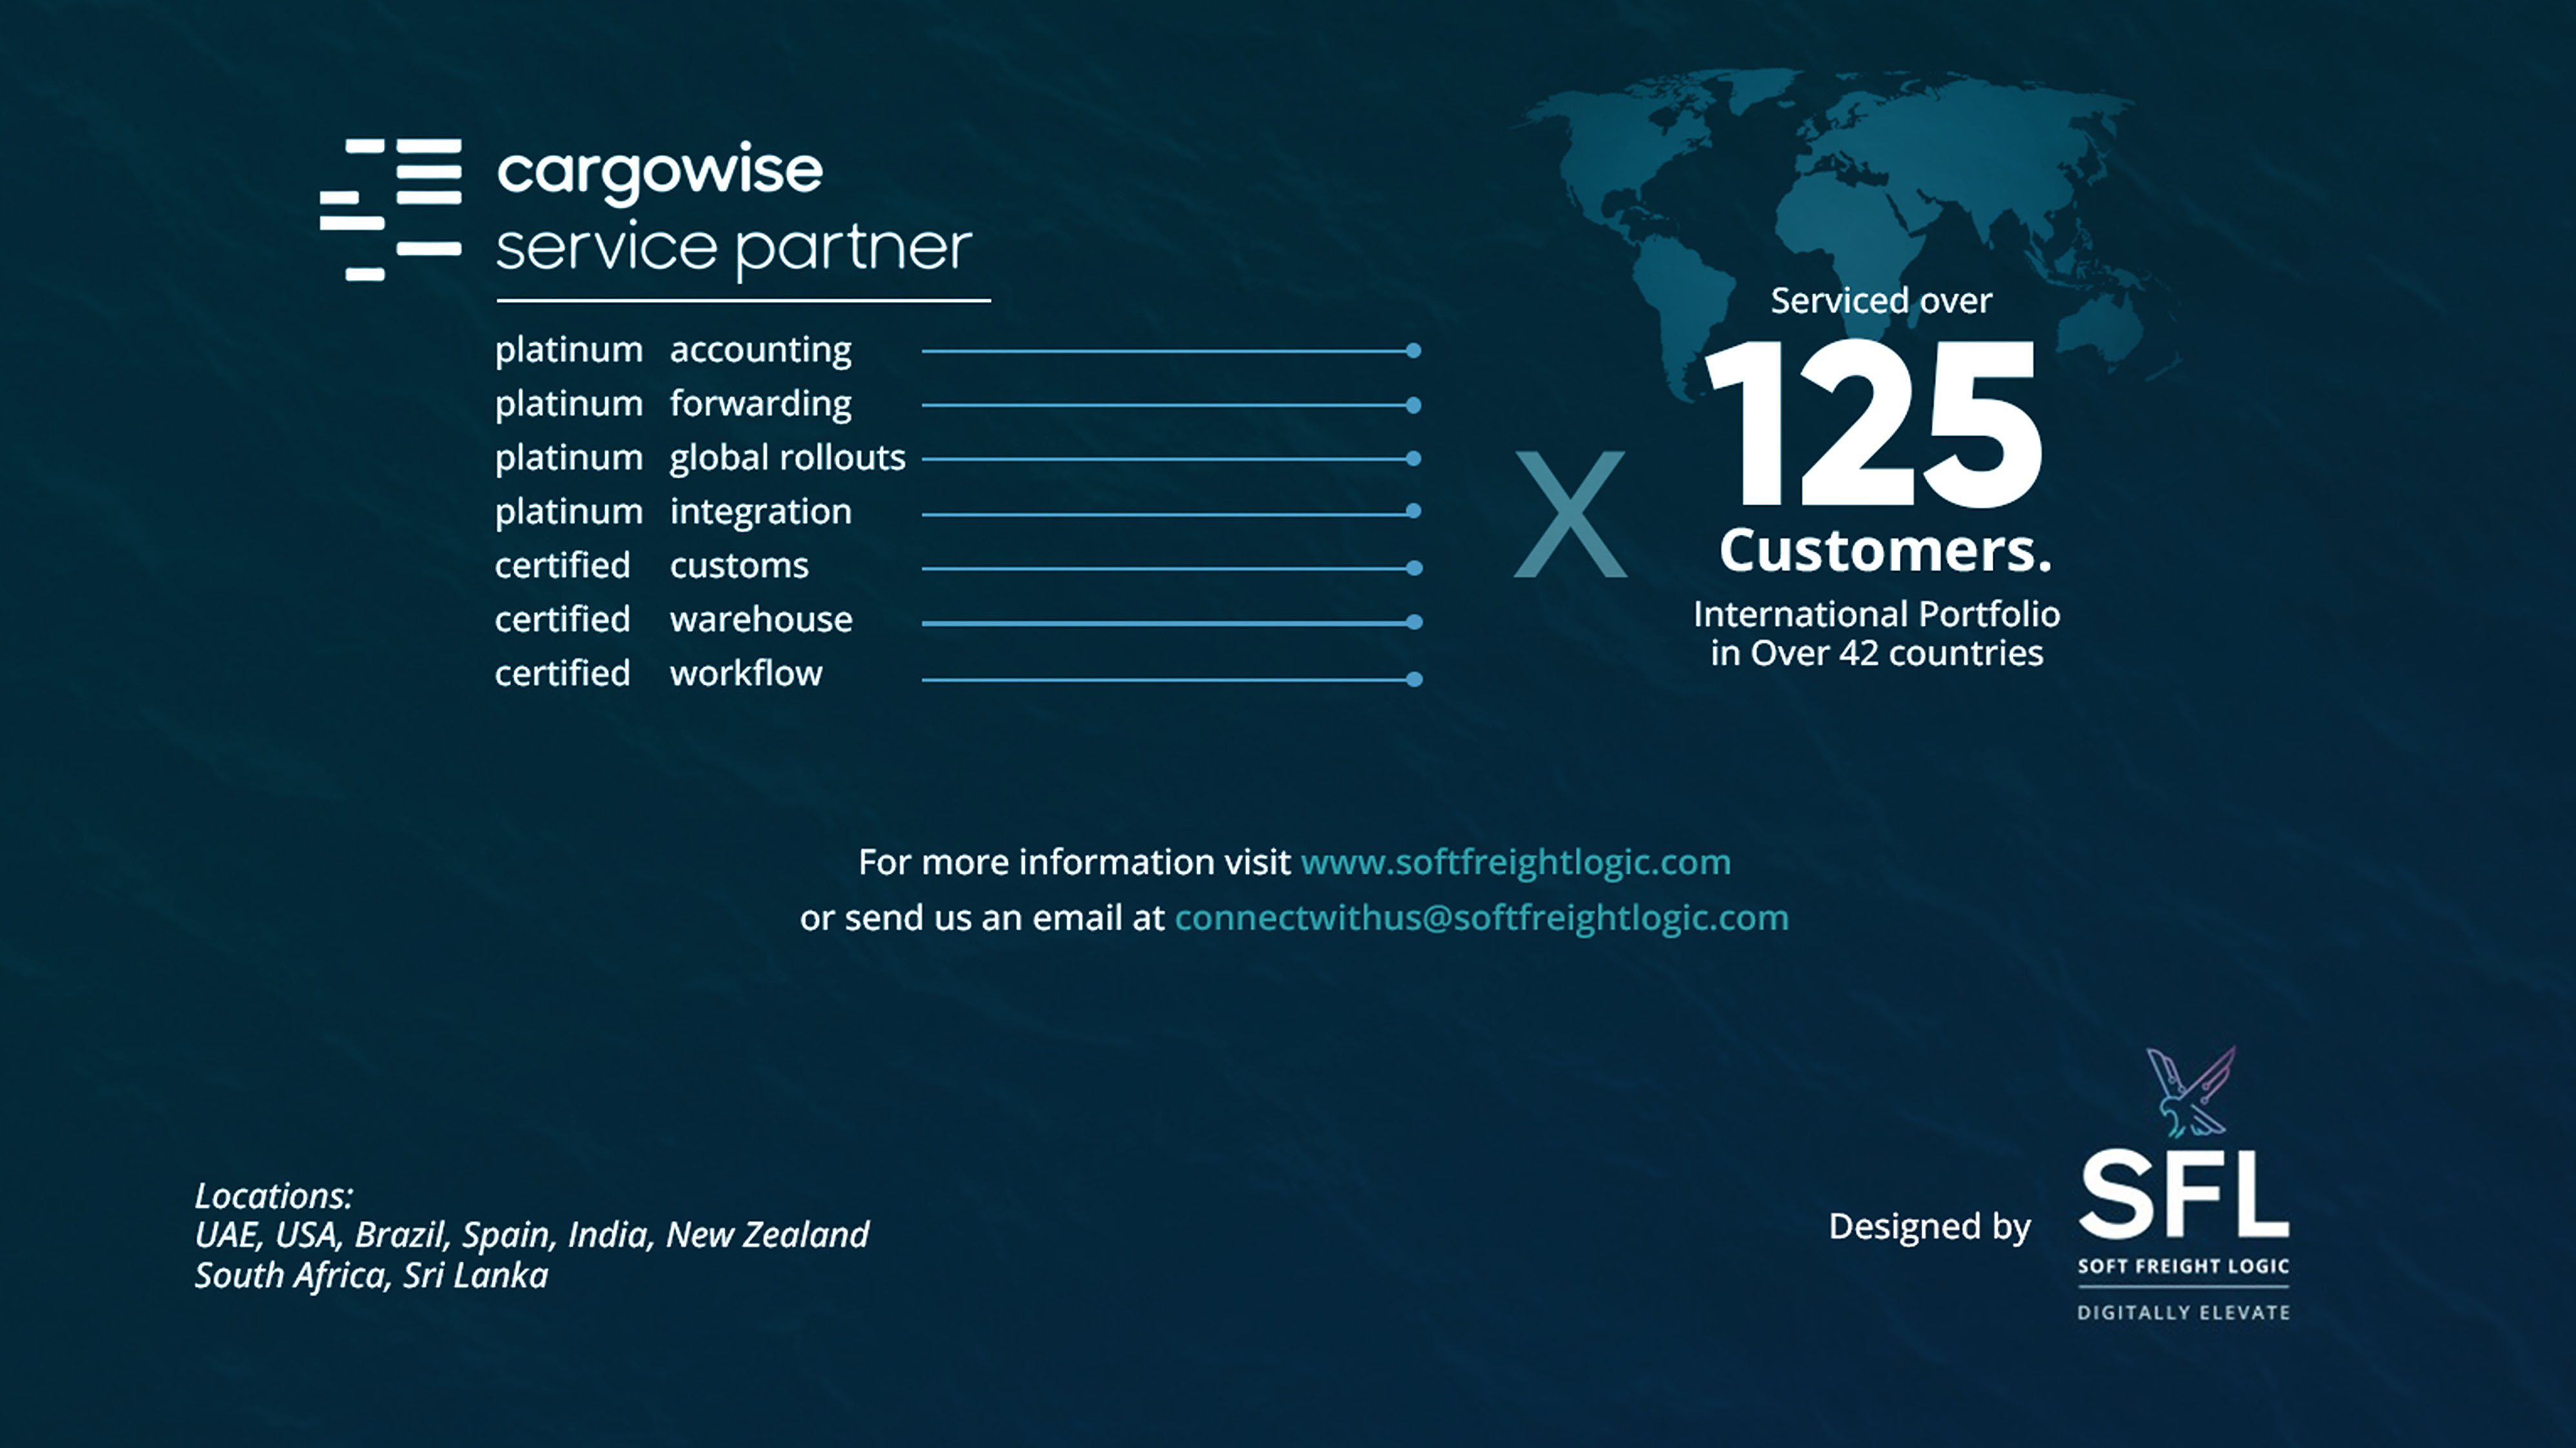 cargowise
service partner
platinum accounting
platinum forwarding
platinum global rollouts
platinum integration
certified customs
certified warehouse
certified workflow
X
Serviced over
125
Customers.
International Portfolio
in Over 42 countries
For more information visit www.softfreightlogic.com
or send us an email at connectwithus@softfreightlogic.com
Locations:
UAE, USA, Brazil, Spain, India, New Zealand
South Africa, Sri Lanka
Designed by
SFL
SOFT FREIGHT LOGIC
DIGITALLY ELEVATE